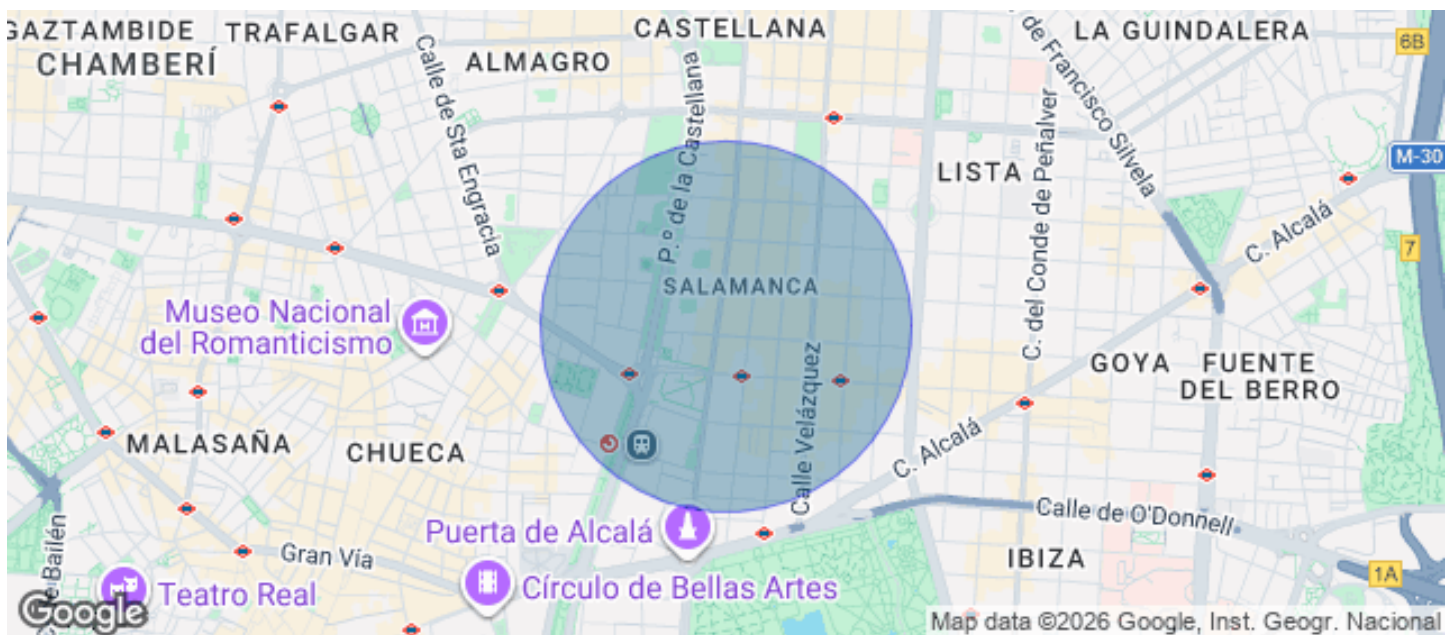 GAZTAMBIDE
TRAFALGAR
CASTELLANA
LA GUINDALERA
6B
CHAMBERÍ
ALMAGRO
Calle de Sta Engracia
P.º de la Castellana
de Francisco Silvela
M-30
LISTA
C. del Conde de Peñalver
C. Alcalá
7
SALAMANCA
Museo Nacional
del Romanticismo
Calle Velázquez
GOYA
FUENTE
DEL BERRO
MALASAÑA
CHUECA
C. Alcalá
Puerta de Alcalá
Calle de O'Donnell
Gran Vía
IBIZA
Bailén
Teatro Real
Círculo de Bellas Artes
1A
Google
Map data ©2026 Google, Inst. Geogr. Nacional